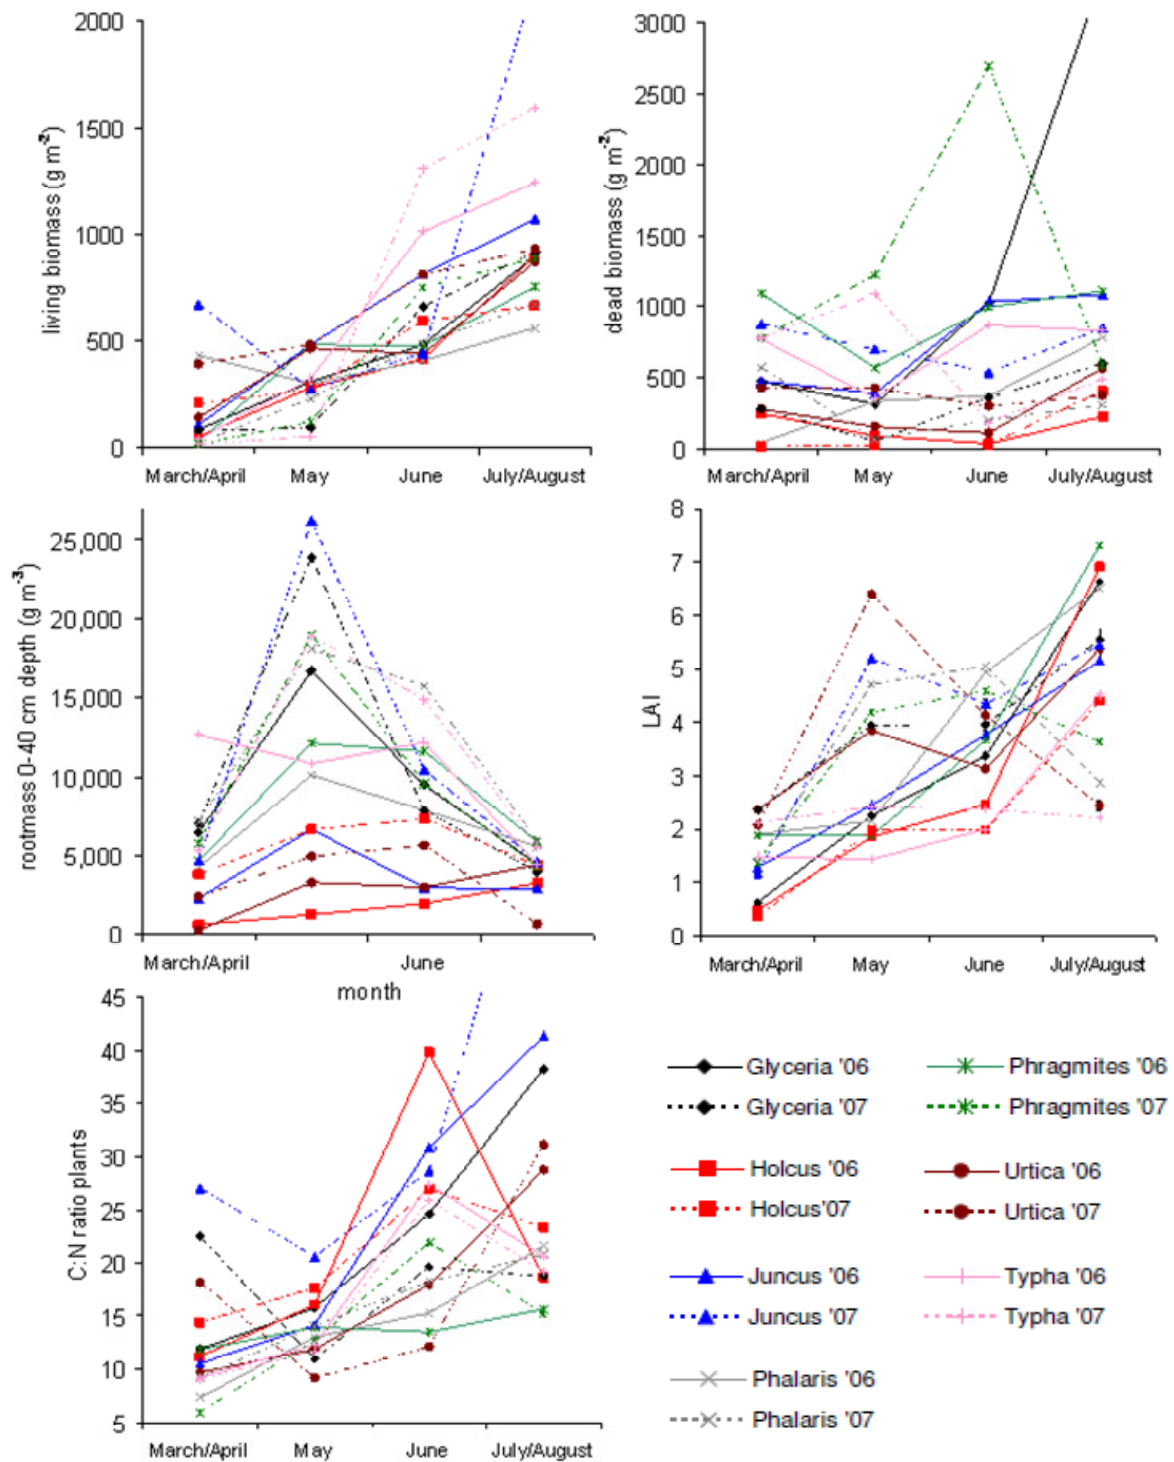 2000
1500
1000
500
0
living biomass (g m-2)
March/April May June July/August
3000
2500
2000
1500
1000
500
0
dead biomass (g m-2)
March/April May June July/August
25,000
20,000
15,000
10,000
5,000
0
rootmass 0-40 cm depth (g m-3)
March/April June
month
8
7
6
5
4
3
2
1
0
LAI
March/April May June July/August
45
40
35
30
25
20
15
10
5
C:N ratio plants
March/April May June July/August
Glyceria '06
Glyceria '07
Holcus '06
Holcus'07
Juncus '06
Juncus '07
Phalaris '06
Phalaris '07
Phragmites '06
Phragmites '07
Urtica '06
Urtica '07
Typha '06
Typha '07